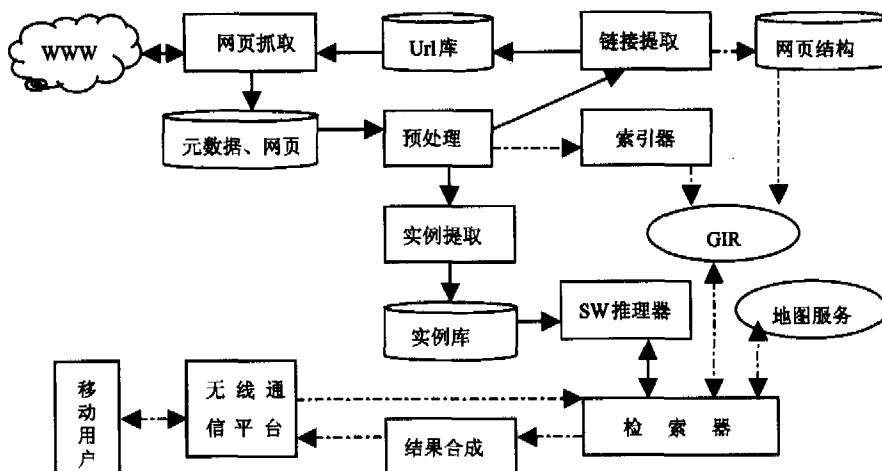 WWW
网页抓取
Url库
链接提取
网页结构
元数据、网页
预处理
索引器
实例提取
GIR
实例库
SW推理器
地图服务
移动用户
无线通
信平台
结果合成
检索器